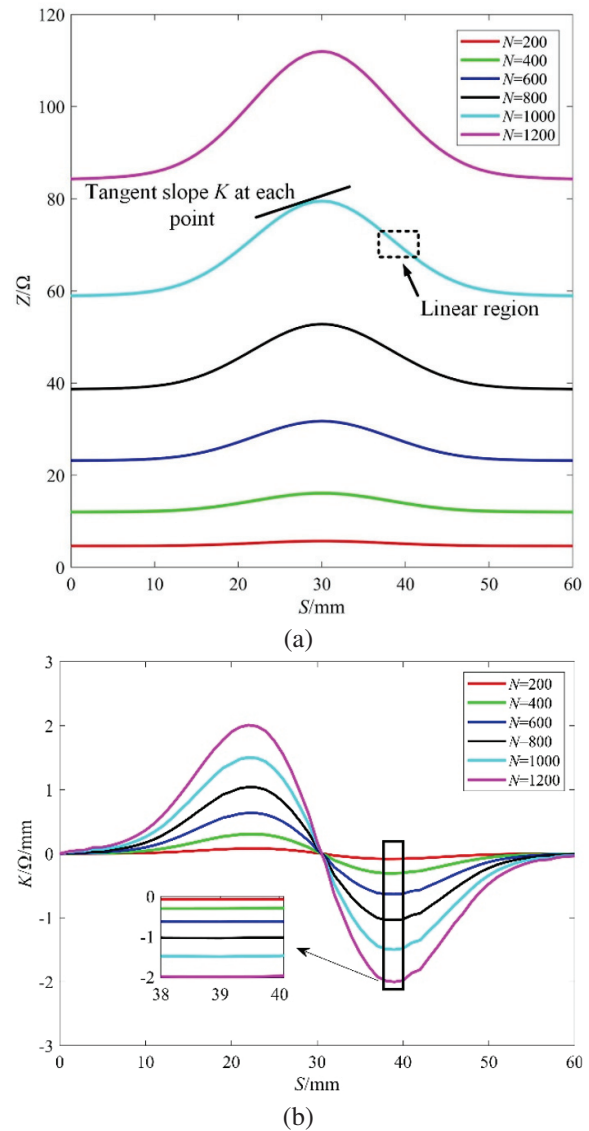 120
100
80
60
40
20
0
Z/Ω
N=200
N=400
N=600
N=800
N=1000
N=1200
Tangent slope K at each
point
Linear region
0 10 20 30 40 50 60
S/mm
(a)
3
2
1
0
-1
-2
-3
K/Ω/mm
N=200
N=400
N=600
N=800
N=1000
N=1200
0
-1
-2
38 39 40
0 10 20 30 40 50 60
S/mm
(b)